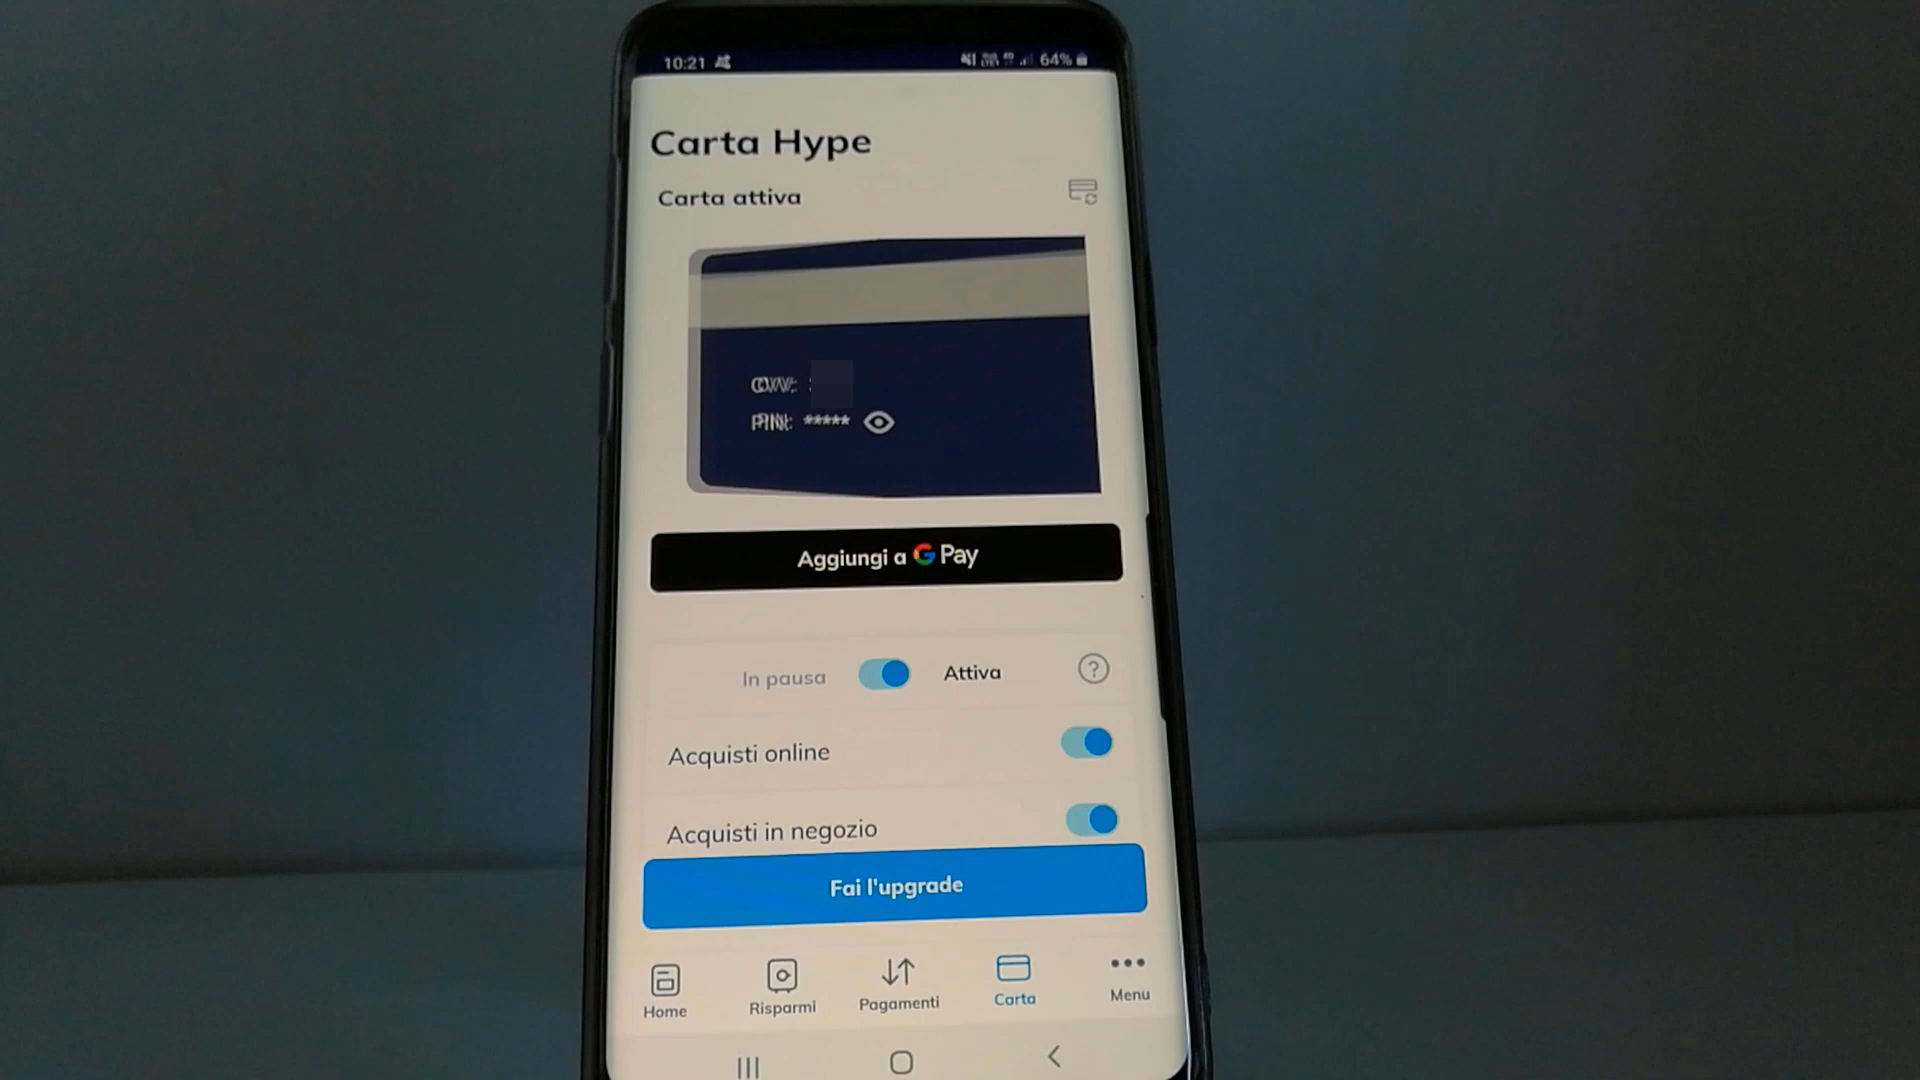 10:21
64%
Carta Hype
Carta attiva
CVV:
PIN: *****
Aggiungi a G Pay
In pausa Attiva ?
Acquisti online
Acquisti in negozio
Fai l'upgrade
Home Risparmi Pagamenti Carta Menu